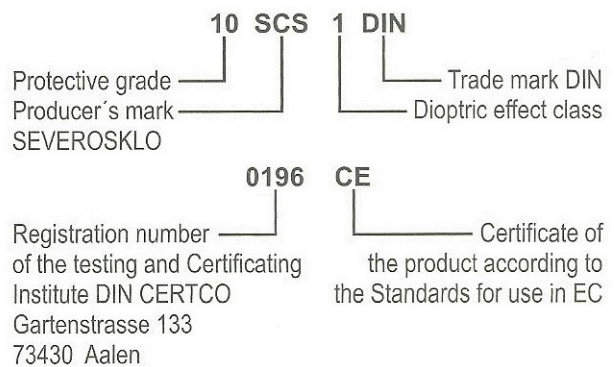 10 SCS 1 DIN
Protective grade
Trade mark DIN
Producer´s mark
Dioptric effect class
SEVEROSKLO
0196 CE
Registration number
of the testing and Certificating
Institute DIN CERTCO
Gartenstrasse 133
73430 Aalen
Certificate of
the product according to
the Standards for use in EC